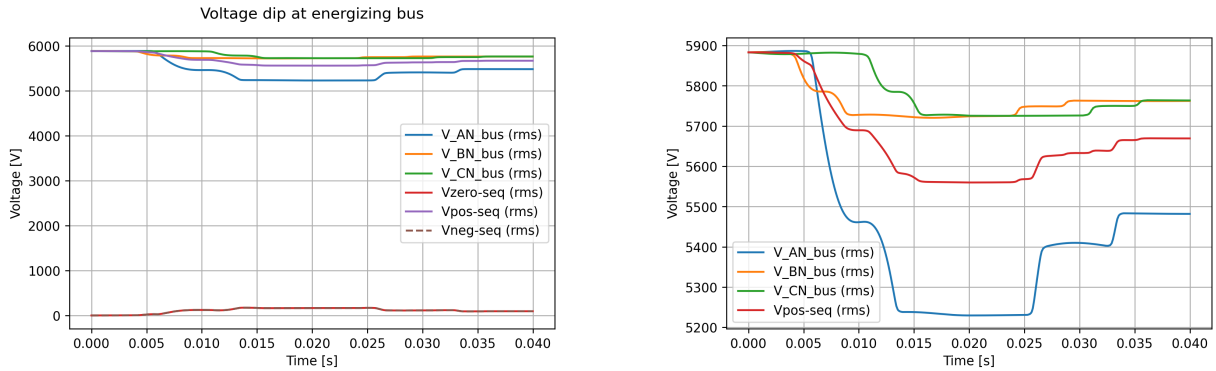 Voltage dip at energizing bus
Voltage [V]
6000
5000
4000
3000
2000
1000
0
V_AN_bus (rms)
V_BN_bus (rms)
V_CN_bus (rms)
Vzero-seq (rms)
Vpos-seq (rms)
Vneg-seq (rms)
0.000 0.005 0.010 0.015 0.020 0.025 0.030 0.035 0.040
Time [s]
Voltage [V]
5900
5800
5700
5600
5500
5400
5300
5200
V_AN_bus (rms)
V_BN_bus (rms)
V_CN_bus (rms)
Vpos-seq (rms)
0.000 0.005 0.010 0.015 0.020 0.025 0.030 0.035 0.040
Time [s]